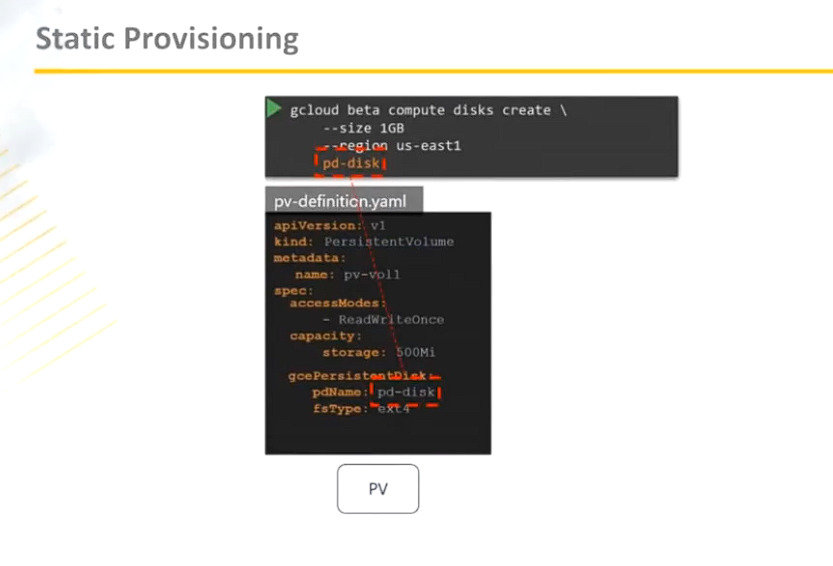 Static Provisioning
gcloud beta compute disks create \
--size 1GB
--region us-east1
pd-disk
pv-definition.yaml
apiVersion: v1
kind: PersistentVolume
metadata:
name: pv-vol1
spec:
accessModes:
- ReadWriteOnce
capacity:
storage: 500Mi
gcePersistentDisk:
pdName: pd-disk
fsType: ext4
PV